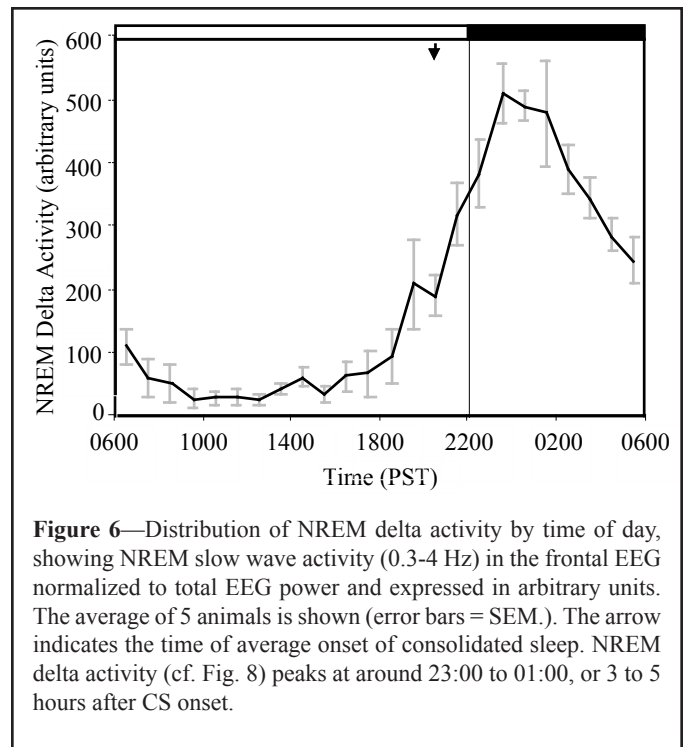 600
500
400
300
200
100
0
NREM Delta Activity (arbitrary units)
0600 1000 1400 1800 2200 0200 0600
Time (PST)
Figure 6—Distribution of NREM delta activity by time of day,
showing NREM slow wave activity (0.3-4 Hz) in the frontal EEG
normalized to total EEG power and expressed in arbitrary units.
The average of 5 animals is shown (error bars = SEM.). The arrow
indicates the time of average onset of consolidated sleep. NREM
delta activity (cf. Fig. 8) peaks at around 23:00 to 01:00, or 3 to 5
hours after CS onset.